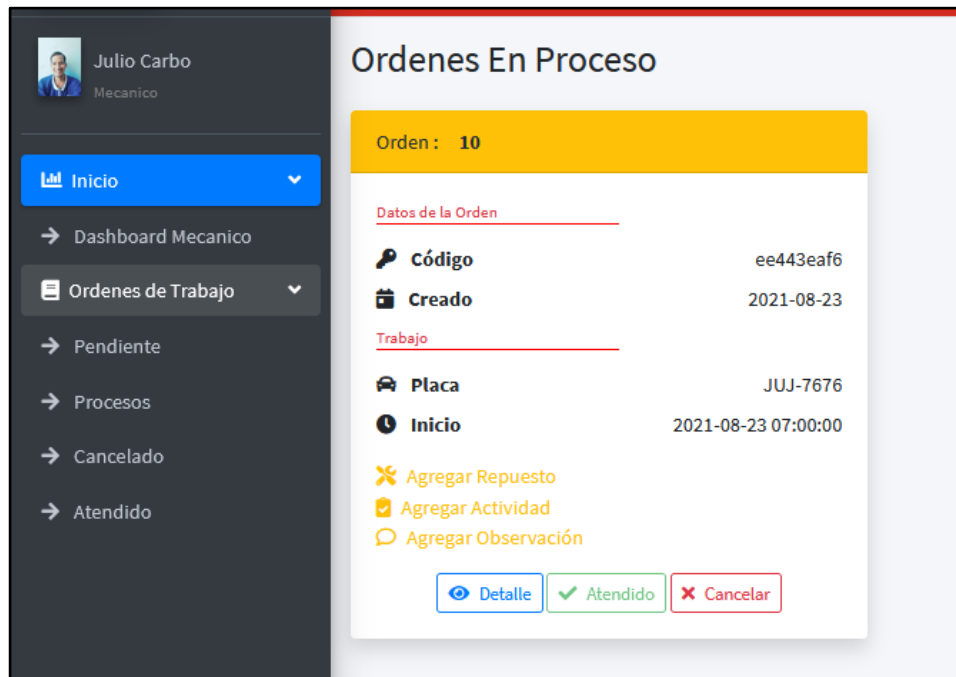 Julio Carbo
Mecanico
Inicio
Dashboard Mecanico
Ordenes de Trabajo
Pendiente
Procesos
Cancelado
Atendido
Ordenes En Proceso
Orden : 10
Datos de la Orden
Código ee443eaf6
Creado 2021-08-23
Trabajo
Placa JUJ-7676
Inicio 2021-08-23 07:00:00
Agregar Repuesto
Agregar Actividad
Agregar Observación
Detalle Atendido Cancelar